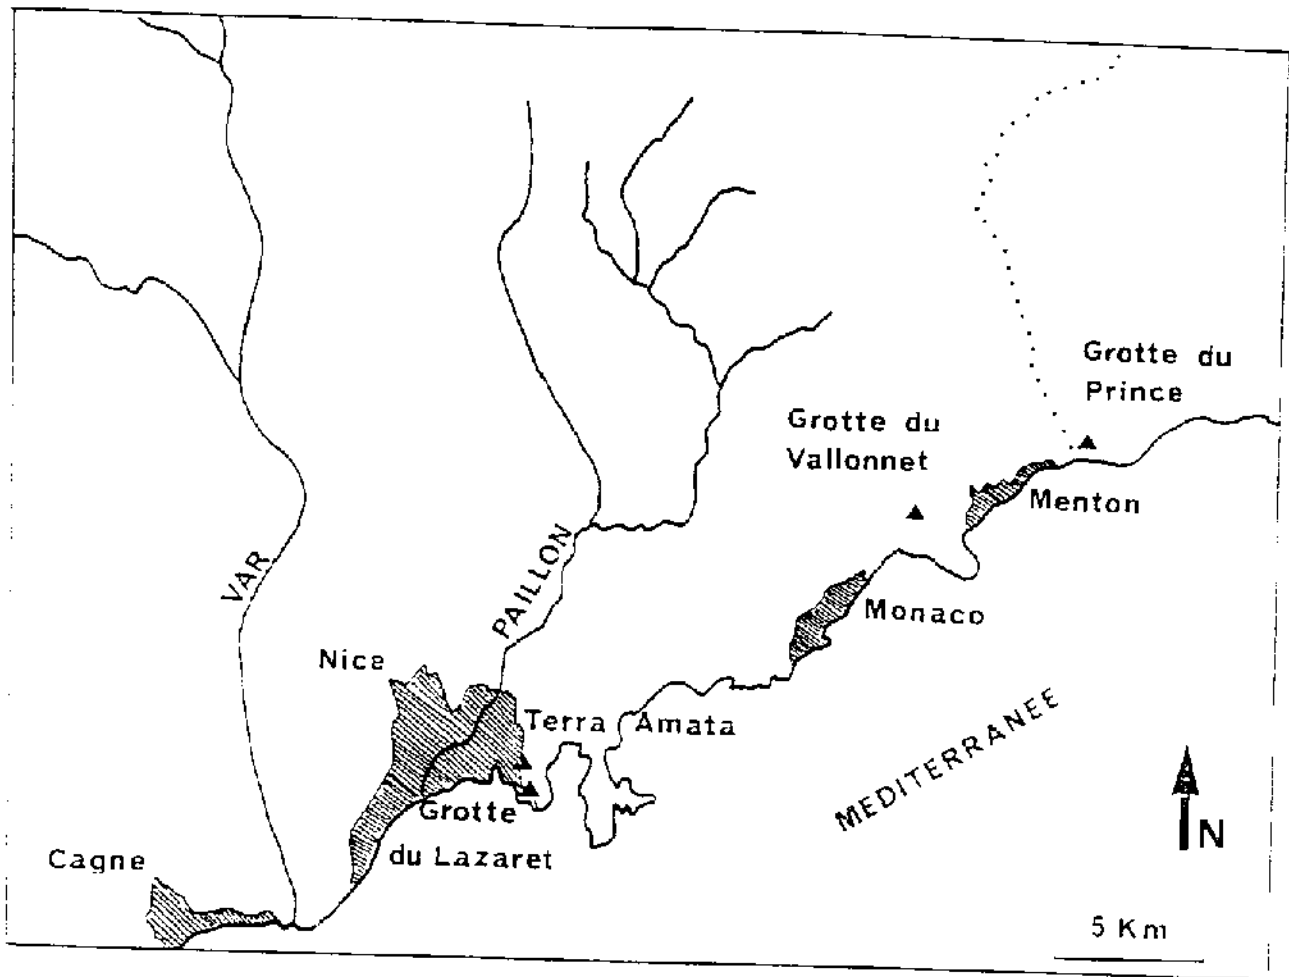 Grotte du
Prince
Grotte du
Vallonnet
Menton
VAR
PAILLON
Monaco
Nice
Terra Amata
MEDITERRANEE
Grotte
du Lazaret
N
Cagne
5 Km